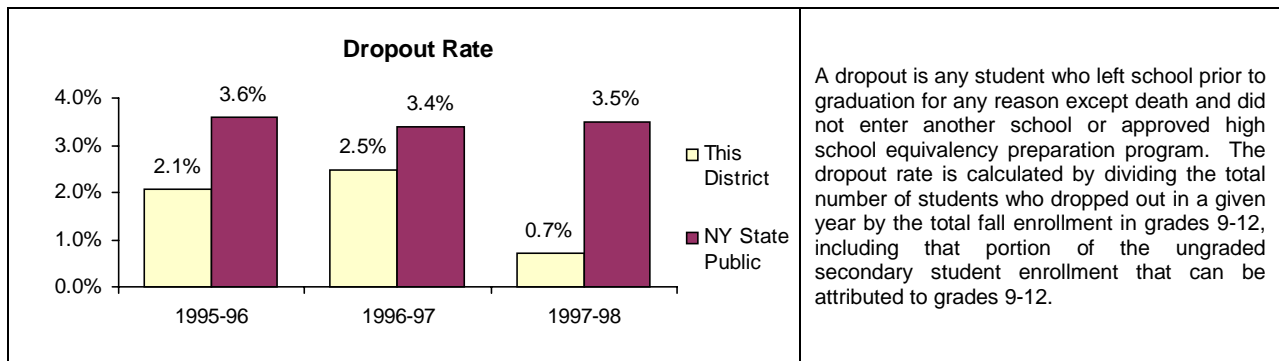 Dropout Rate
4.0%
3.0%
2.0%
1.0%
0.0%
2.1%
3.6%
2.5%
3.4%
0.7%
3.5%
1995-96
1996-97
1997-98
This
District
NY State
Public
A dropout is any student who left school prior to
graduation for any reason except death and did
not enter another school or approved high
school equivalency preparation program. The
dropout rate is calculated by dividing the total
number of students who dropped out in a given
year by the total fall enrollment in grades 9-12,
including that portion of the ungraded
secondary student enrollment that can be
attributed to grades 9-12.